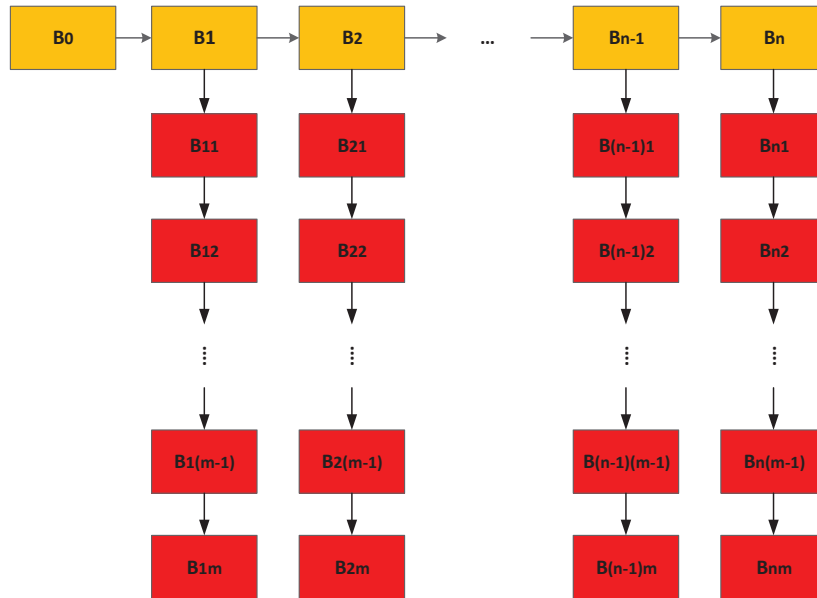 B0 B1 B2 ... Bn-1 Bn
B11 B21 B(n-1)1 Bn1
B12 B22 B(n-1)2 Bn2
.... .... .... ....
B1(m-1) B2(m-1) B(n-1)(m-1) Bn(m-1)
B1m B2m B(n-1)m Bnm